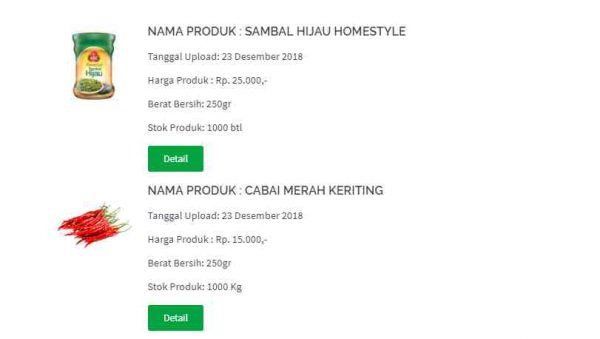 NAMA PRODUK : SAMBAL HIJAU HOMESTYLE
Tanggal Upload: 23 Desember 2018
Harga Produk : Rp. 25.000,-
Berat Bersih: 250gr
Stok Produk: 1000 btl
Detail
NAMA PRODUK : CABAI MERAH KERITING
Tanggal Upload: 23 Desember 2018
Harga Produk : Rp. 15.000,-
Berat Bersih: 250gr
Stok Produk: 1000 Kg
Detail